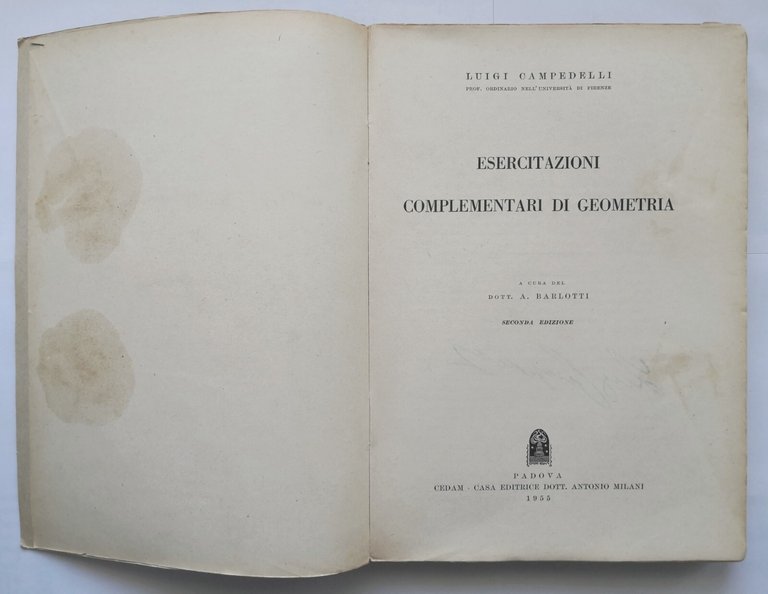 LUIGI CAMPEDELLI
PROF. ORDINARIO NELL'UNIVERSITÀ DI FIRENZE
ESERCITAZIONI
COMPLEMENTARI DI GEOMETRIA
A CURA DEL
DOTT. A. BARLOTTI
SECONDA EDIZIONE
PADOVA
CEDAM - CASA EDITRICE DOTT. ANTONIO MILANI
1955